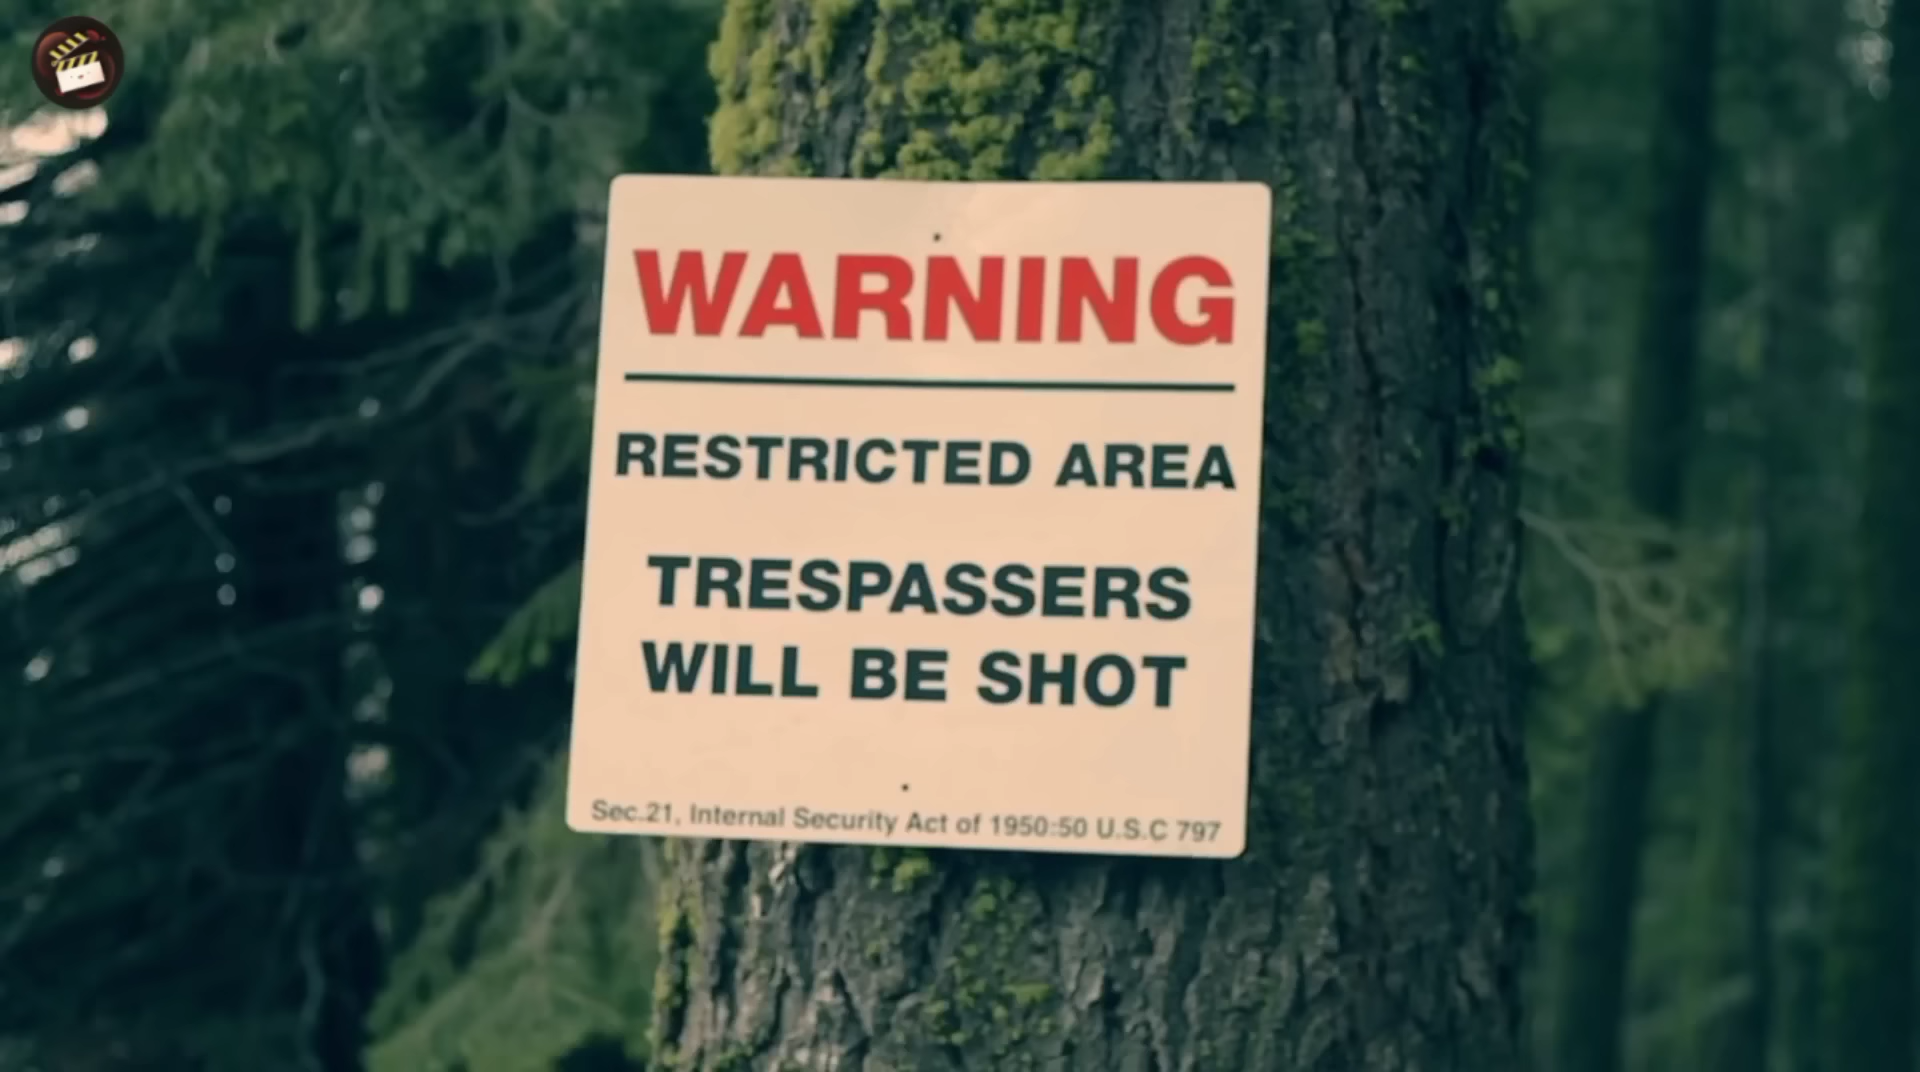 WARNING
RESTRICTED AREA
TRESPASSERS
WILL BE SHOT
Sec.21, Internal Security Act of 1950:50 U.S.C 797